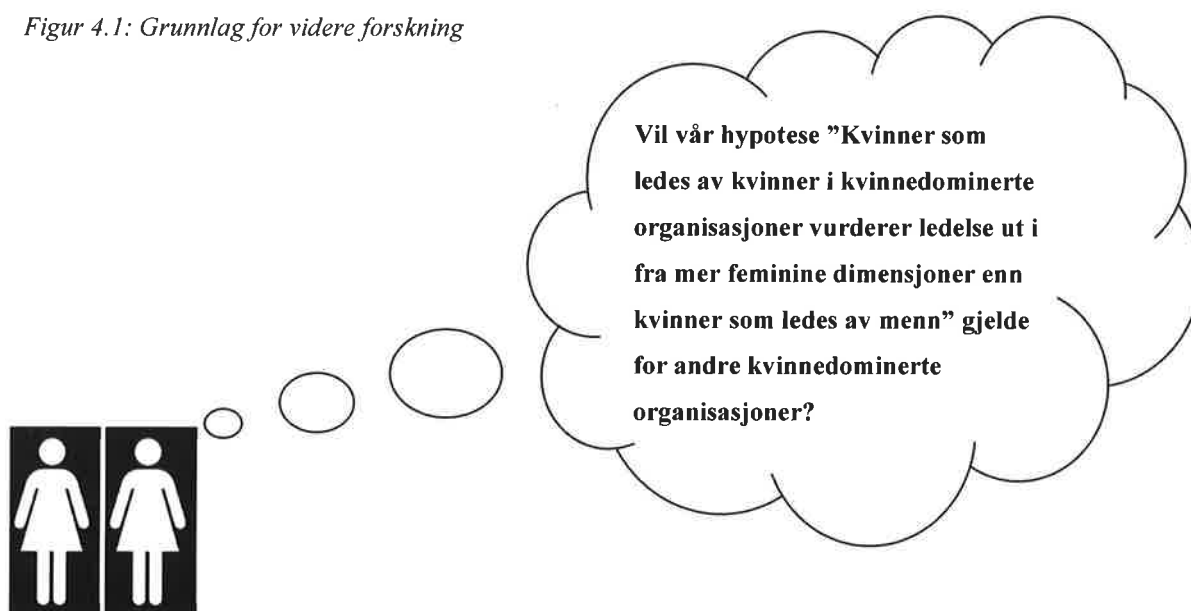 Figur 4.1: Grunnlag for videre forskning
Vil vår hypotese ”Kvinner som
ledes av kvinner i kvinnedominerte
organisasjoner vurderer ledelse ut i
fra mer feminine dimensjoner enn
kvinner som ledes av menn” gjelde
for andre kvinnedominerte
organisasjoner?